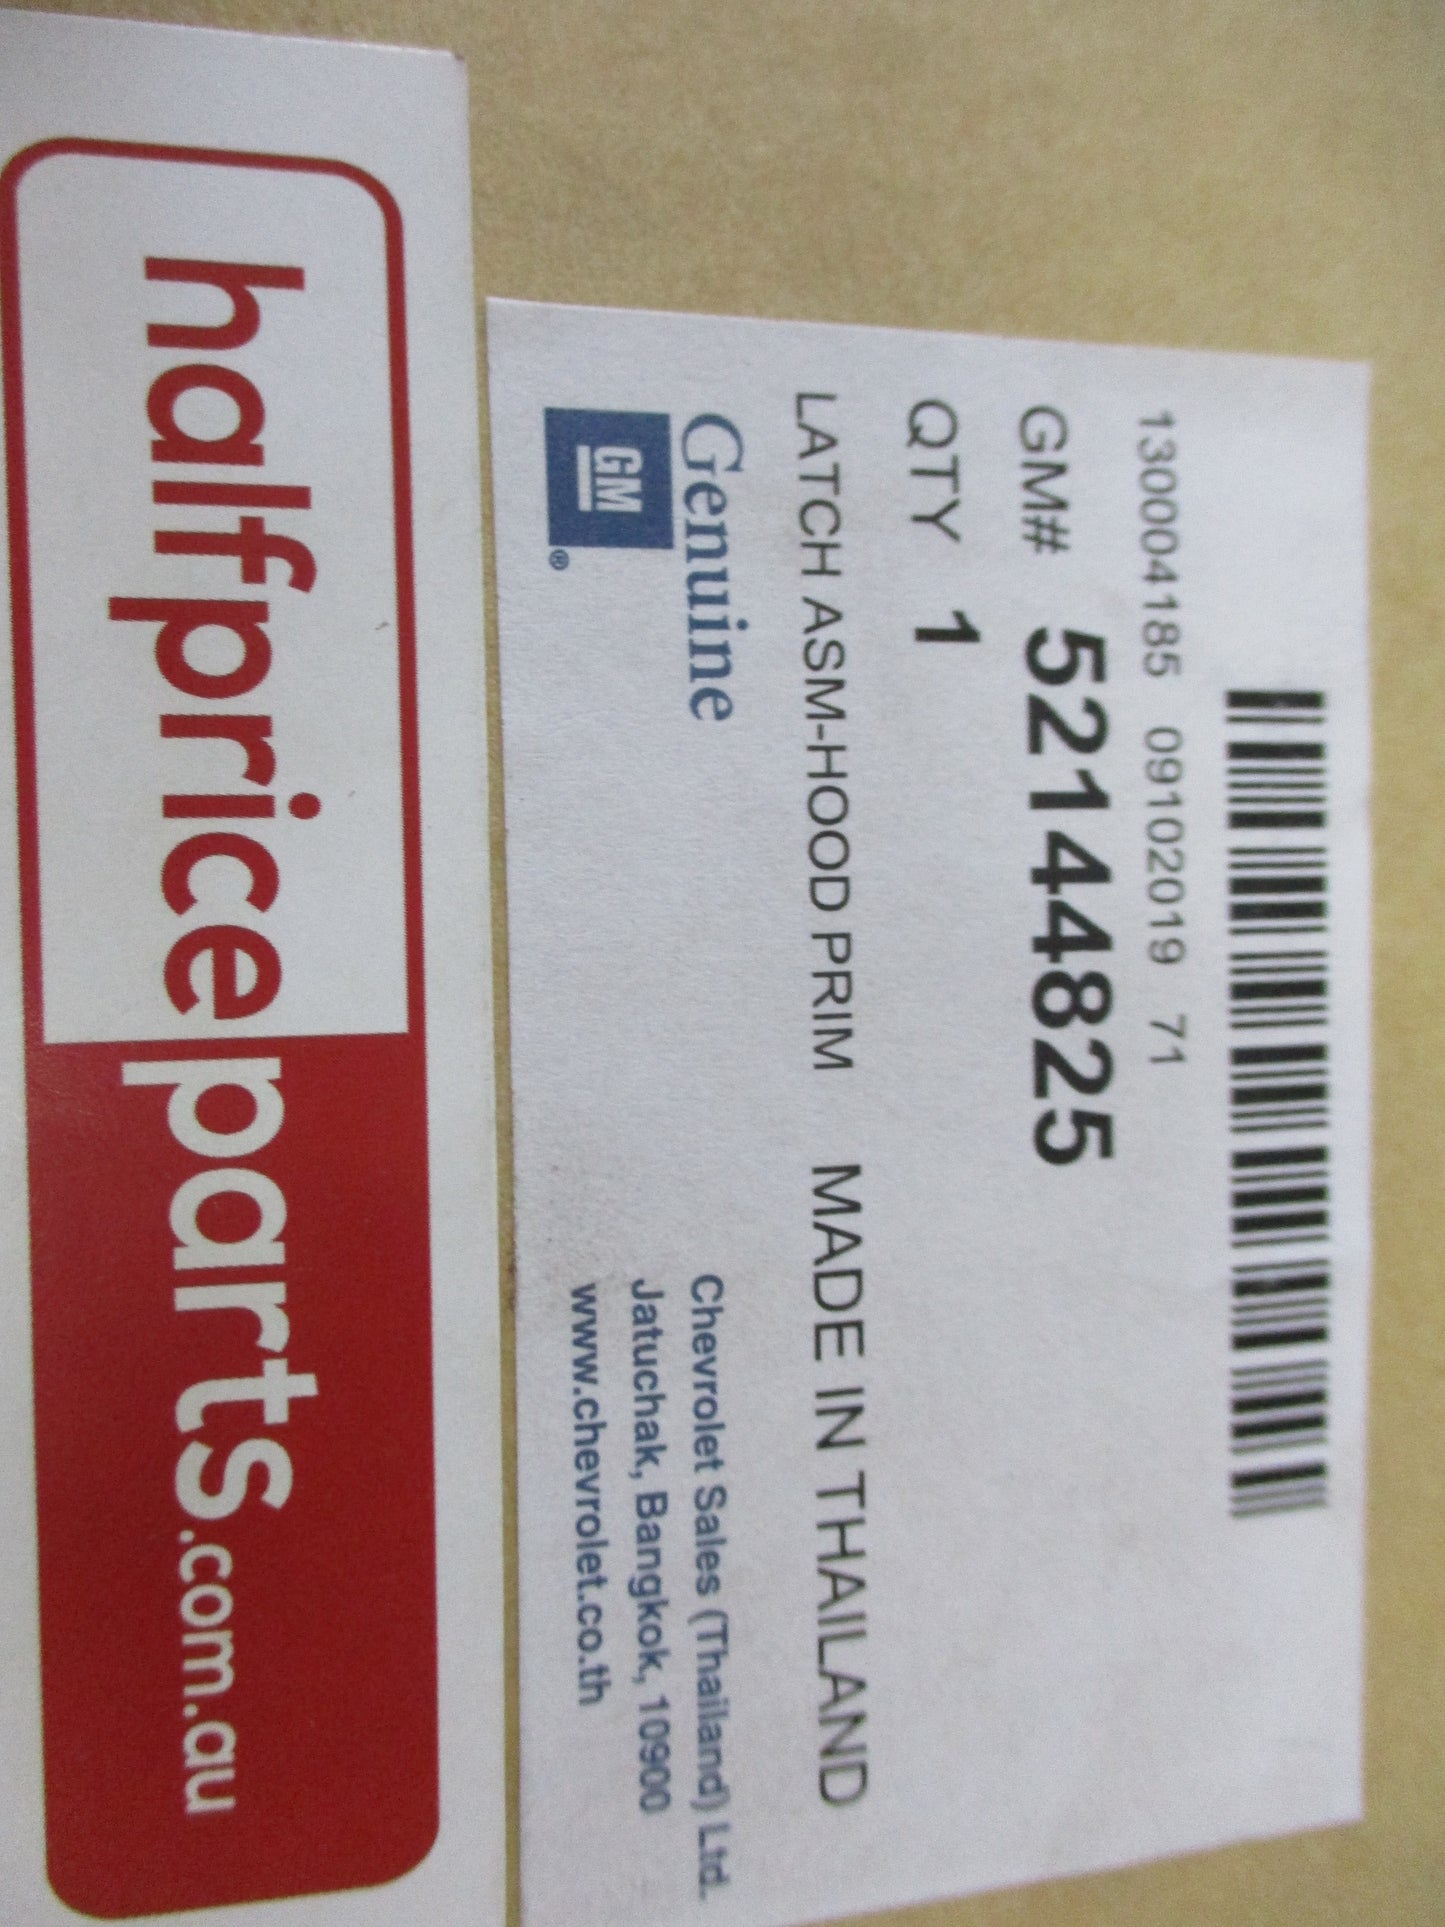 130004185 09102019 71
GM# 52144825
QTY 1
LATCH ASM-HOOD PRIM MADE IN THAILAND
Genuine
GM®
Chevrolet Sales (Thailand) Ltd.
Jatuchak, Bangkok, 10900
www.chevrolet.co.th
halfpriceparts.com.au